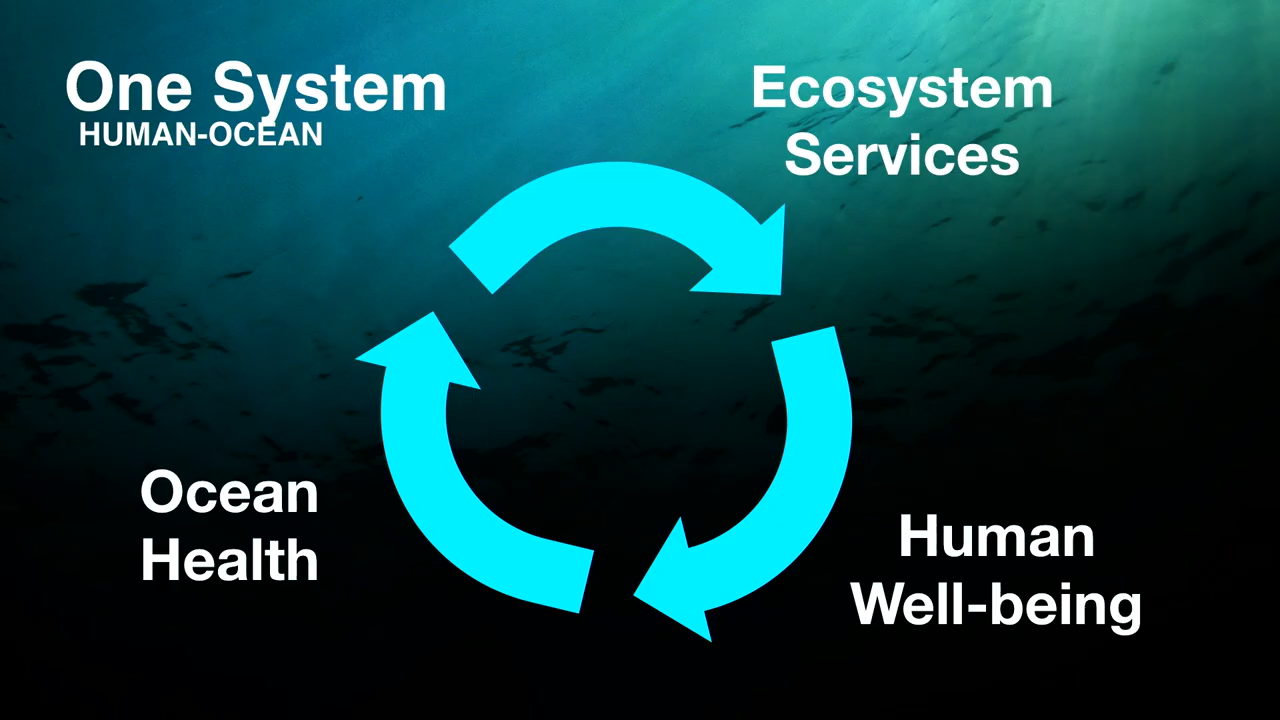 One System
HUMAN-OCEAN
Ecosystem
Services
Ocean
Health
Human
Well-being